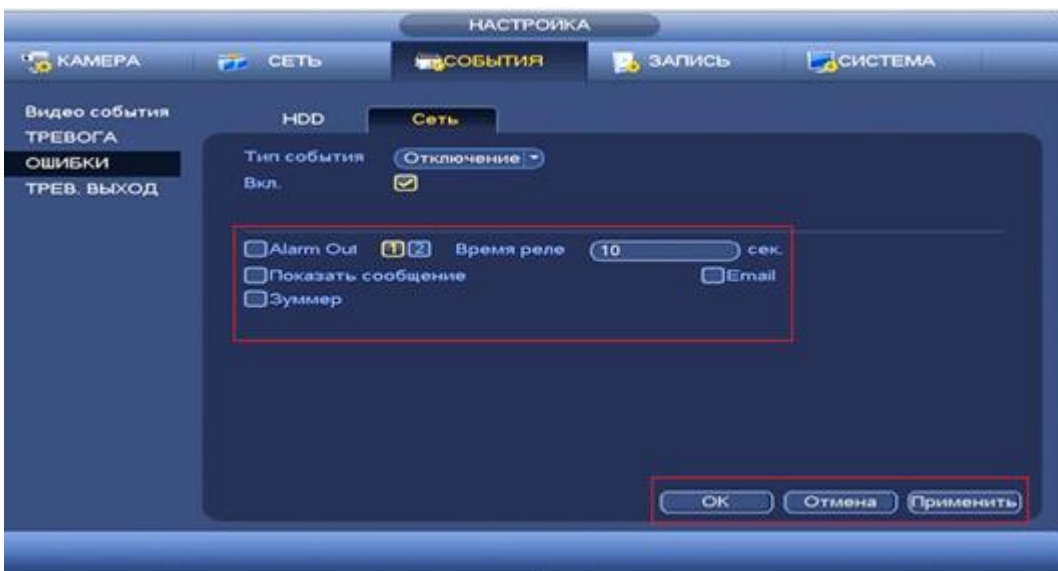 НАСТРОЙКА
КАМЕРА СЕТЬ СОБЫТИЯ ЗАПИСЬ СИСТЕМА
Видео события
ТРЕВОГА
ОШИБКИ
ТРЕВ. ВЫХОД
HDD Сеть
Тип события Отключение
Вкл.
Alarm Out 1 2 Время реле 10 сек.
Показать сообщение Email
Зуммер
ОК Отмена Применить